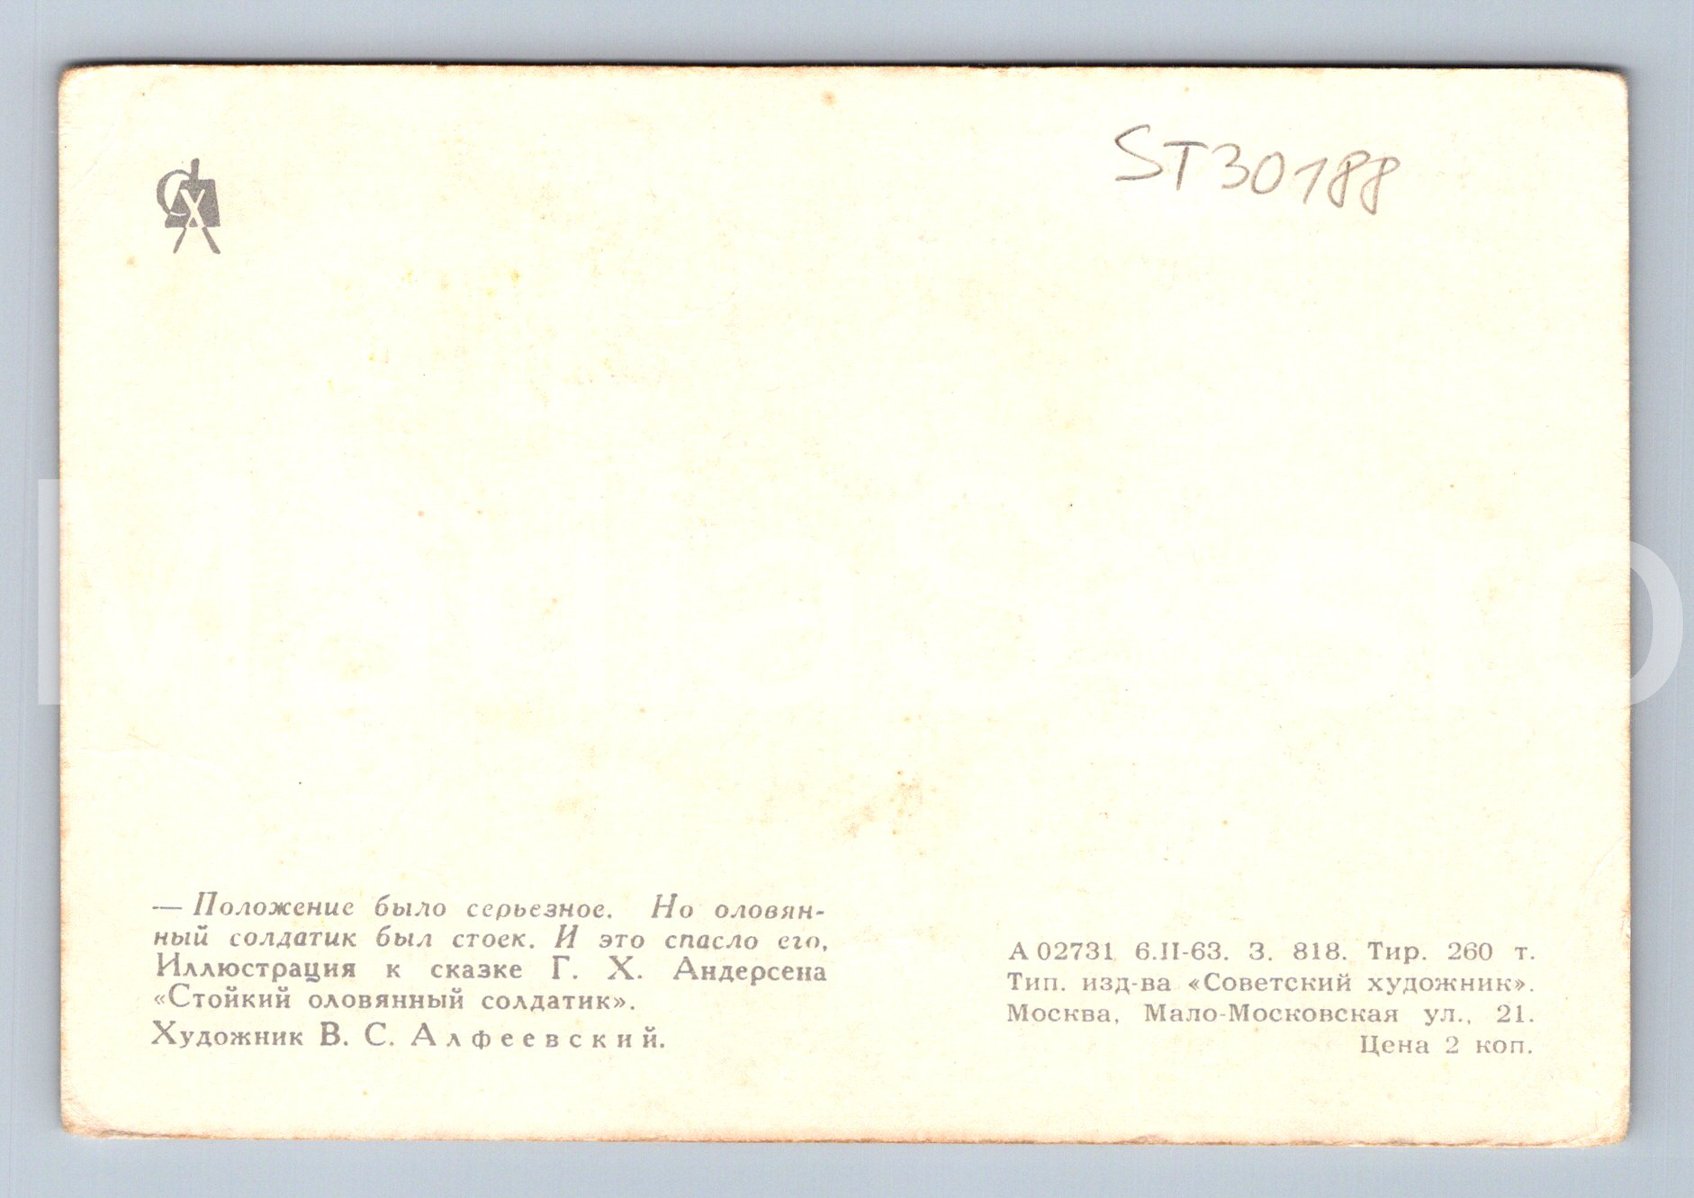 СХ
ST30188
— Положение было серьезное. Но оловян-
ный солдатик был стоек. И это спасло его.
Иллюстрация к сказке Г. Х. Андерсена
«Стойкий оловянный солдатик».
Художник В. С. Алфеевский.
А 02731 6.II-63. З. 818. Тир. 260 т.
Тип. изд-ва «Советский художник».
Москва, Мало-Московская ул., 21.
Цена 2 коп.